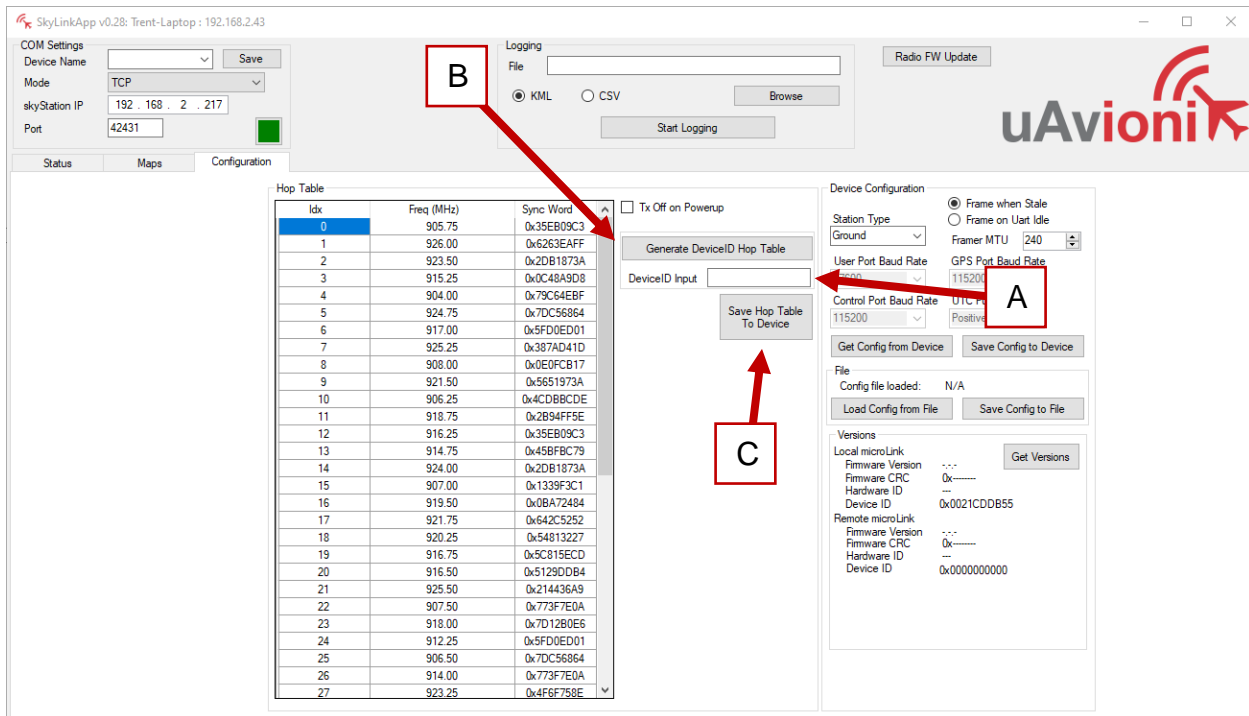 SkyLinkApp v0.28: Trent-Laptop : 192.168.2.43
COM Settings
Device Name
Save
Mode
TCP
skyStation IP
192 . 168 . 2 . 217
Port
42431
B
Logging
File
KML
CSV
Browse
Start Logging
Radio FW Update
uAvionix
Status
Maps
Configuration
Hop Table
Idx Freq (MHz) Sync Word
0 905.75 0x35EB09C3
1 926.00 0x6263EAFF
2 923.50 0x2DB1873A
3 915.25 0x0C48A9D8
4 904.00 0x79C64EBF
5 924.75 0x7DC56864
6 917.00 0x5FD0ED01
7 925.25 0x387AD41D
8 908.00 0x0E0FCB17
9 921.50 0x5651973A
10 906.25 0x4CDBBCDE
11 918.75 0x2B94FF5E
12 916.25 0x35EB09C3
13 914.75 0x45BFBC79
14 924.00 0x2DB1873A
15 907.00 0x1339F3C1
16 919.50 0x0BA72484
17 921.75 0x642C5252
18 920.25 0x54813227
19 916.75 0x5C815ECD
20 916.50 0x5129DDB4
21 925.50 0x214436A9
22 907.50 0x773F7E0A
23 918.00 0x7D12B0E6
24 912.25 0x5FD0ED01
25 906.50 0x7DC56864
26 914.00 0x773F7E0A
27 923.25 0x4F6F758E
Tx Off on Powerup
Generate DeviceID Hop Table
DeviceID Input
Save Hop Table
To Device
C
Device Configuration
Frame when Stale
Frame on Uart Idle
Station Type
Ground
Framer MTU 240
User Port Baud Rate
GPS Port Baud Rate
115200
A
Control Port Baud Rate
115200
Positive
Get Config from Device
Save Config to Device
File
Config file loaded: N/A
Load Config from File
Save Config to File
Versions
Get Versions
Local microLink
Firmware Version -.-.-
Firmware CRC 0x--------
Hardware ID ---
Device ID 0x0021CDDB55
Remote microLink
Firmware Version -.-.-
Firmware CRC 0x--------
Hardware ID ---
Device ID 0x0000000000